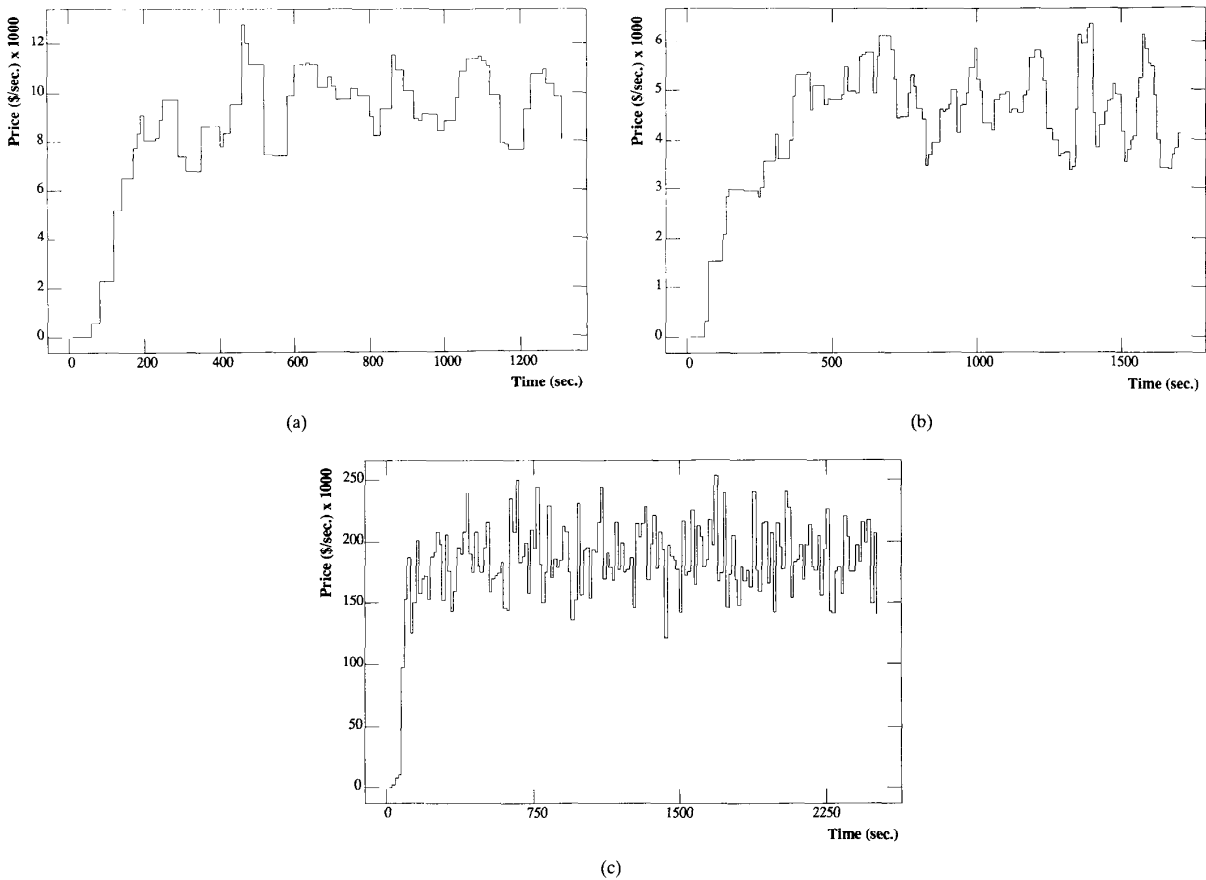 Price ($/sec.) x 1000
12
10
8
6
4
2
0
0 200 400 600 800 1000 1200
Time (sec.)
(a)
Price ($/sec.) x 1000
6
5
4
3
2
1
0
0 500 1000 1500
Time (sec.)
(b)
Price ($/sec.) x 1000
250
200
150
100
50
0
0 750 1500 2250
Time (sec.)
(c)